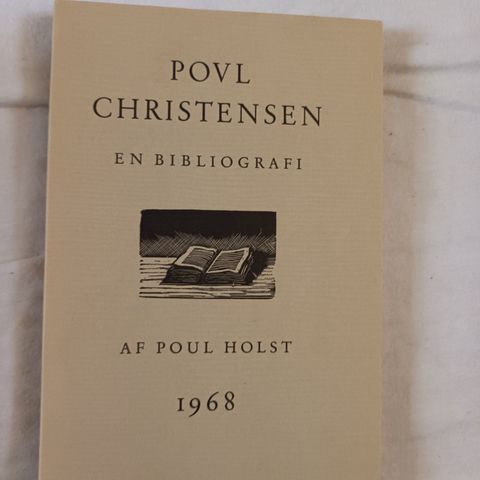 POVL
CHRISTENSEN
EN BIBLIOGRAFI
AF POUL HOLST
1968